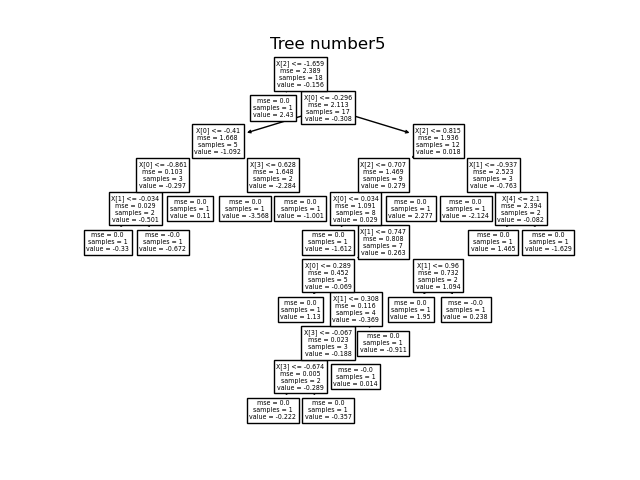 Tree number5
X[2] <= -1.659
mse = 2.389
samples = 18
value = -0.156
mse = 0.0
samples = 1
value = 2.43
X[0] <= -0.296
mse = 2.113
samples = 17
value = -0.308
X[0] <= -0.41
mse = 1.668
samples = 5
value = -1.092
X[2] <= 0.815
mse = 1.936
samples = 12
value = 0.018
X[0] <= -0.861
mse = 0.103
samples = 3
value = -0.297
X[3] <= 0.628
mse = 1.648
samples = 2
value = -2.284
X[2] <= 0.707
mse = 1.469
samples = 9
value = 0.279
X[1] <= -0.937
mse = 2.523
samples = 3
value = -0.763
X[1] <= -0.034
mse = 0.029
samples = 2
value = -0.501
mse = 0.0
samples = 1
value = 0.11
mse = 0.0
samples = 1
value = -3.568
mse = 0.0
samples = 1
value = -1.001
X[0] <= 0.034
mse = 1.091
samples = 8
value = 0.029
mse = 0.0
samples = 1
value = 2.277
mse = 0.0
samples = 1
value = -2.124
X[4] <= 2.1
mse = 2.394
samples = 2
value = -0.082
mse = 0.0
samples = 1
value = -0.33
mse = -0.0
samples = 1
value = -0.672
mse = 0.0
samples = 1
value = -1.612
X[1] <= 0.747
mse = 0.808
samples = 7
value = 0.263
mse = 0.0
samples = 1
value = 1.465
mse = 0.0
samples = 1
value = -1.629
X[0] <= 0.289
mse = 0.452
samples = 5
value = -0.069
X[1] <= 0.96
mse = 0.732
samples = 2
value = 1.094
mse = 0.0
samples = 1
value = 1.13
X[1] <= 0.308
mse = 0.116
samples = 4
value = -0.369
mse = 0.0
samples = 1
value = 1.95
mse = -0.0
samples = 1
value = 0.238
X[3] <= -0.067
mse = 0.023
samples = 3
value = -0.188
mse = 0.0
samples = 1
value = -0.911
X[3] <= -0.674
mse = 0.005
samples = 2
value = -0.289
mse = -0.0
samples = 1
value = 0.014
mse = 0.0
samples = 1
value = -0.222
mse = 0.0
samples = 1
value = -0.357